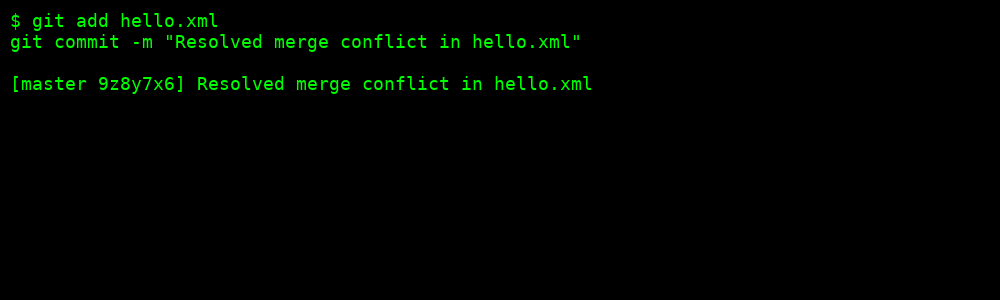 $ git add hello.xml
git commit -m "Resolved merge conflict in hello.xml"
[master 9z8y7x6] Resolved merge conflict in hello.xml